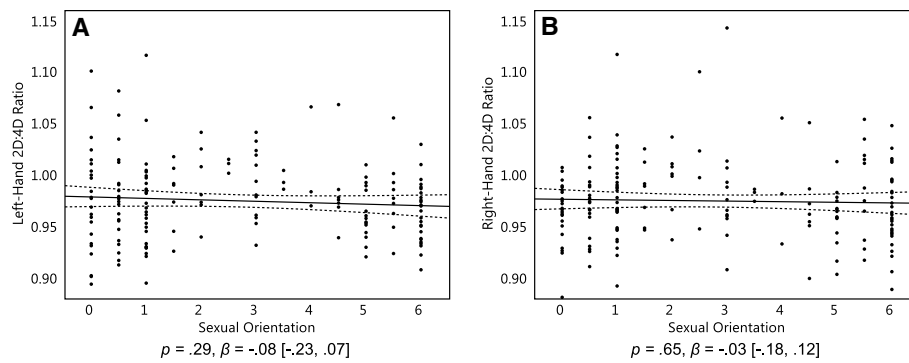 A
Left-Hand 2D:4D Ratio
1.15
1.10
1.05
1.00
0.95
0.90
0 1 2 3 4 5 6
Sexual Orientation
p = .29, β = -.08 [-.23, .07]
B
Right-Hand 2D:4D Ratio
1.15
1.10
1.05
1.00
0.95
0.90
0 1 2 3 4 5 6
Sexual Orientation
p = .65, β = -.03 [-.18, .12]